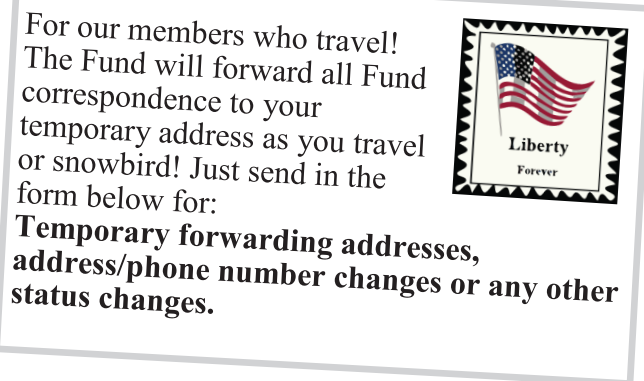 For our members who travel!
The Fund will forward all Fund
correspondence to your
temporary address as you travel
or snowbird! Just send in the
form below for:
Temporary forwarding addresses,
address/phone number changes or any other
status changes.
Liberty
Forever